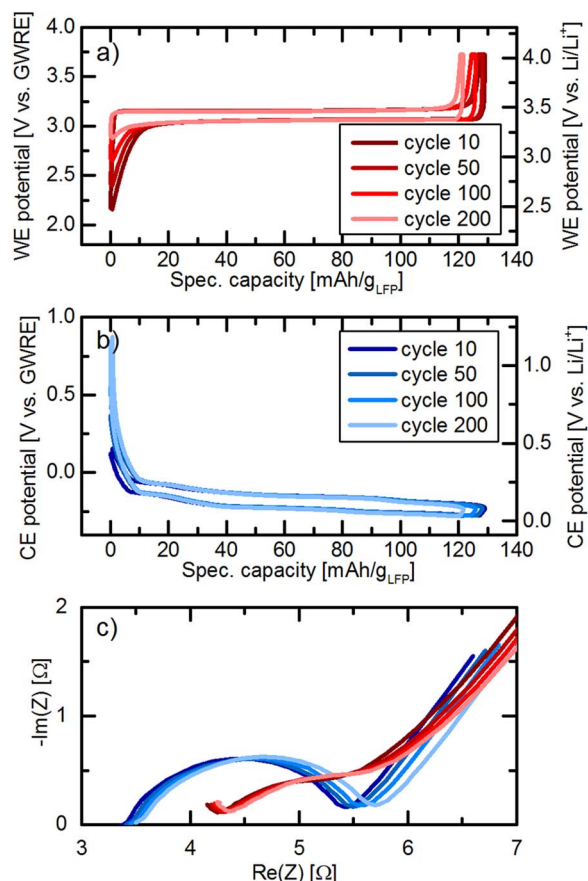 a)
WE potential [V vs. GWRE]
4.0
3.5
3.0
2.5
2.0
WE potential [V vs. Li/Li⁺]
4.0
3.5
3.0
2.5
cycle 10
cycle 50
cycle 100
cycle 200
0 20 40 60 80 100 120 140
Spec. capacity [mAh/g_LFP]
b)
CE potential [V vs. GWRE]
1.0
0.5
0.0
CE potential [V vs. Li/Li⁺]
1.0
0.5
0.0
cycle 10
cycle 50
cycle 100
cycle 200
0 20 40 60 80 100 120 140
Spec. capacity [mAh/g_LFP]
c)
-Im(Z) [Ω]
2
1
0
3 4 5 6 7
Re(Z) [Ω]